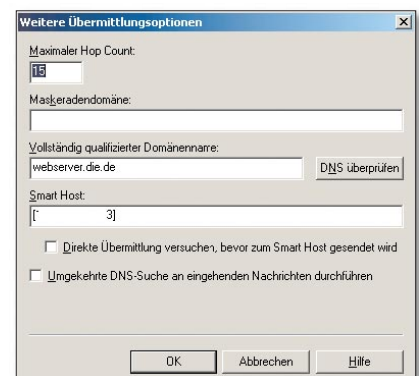 Weitere Übermittlungsoptionen
Maximaler Hop Count:
15
Maskeradendomäne:
Vollständig qualifizierter Domänenname:
webserver.die.de
DNS überprüfen
Smart Host:
[ 3]
Direkte Übermittlung versuchen, bevor zum Smart Host gesendet wird
Umgekehrte DNS-Suche an eingehenden Nachrichten durchführen
OK
Abbrechen
Hilfe